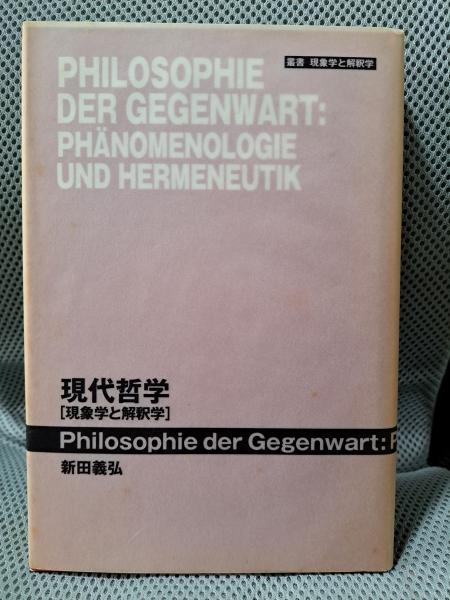 叢書 現象学と解釈学
PHILOSOPHIE
DER GEGENWART:
PHÄNOMENOLOGIE
UND HERMENEUTIK
現代哲学
[現象学と解釈学]
Philosophie der Gegenwart: P
新田義弘